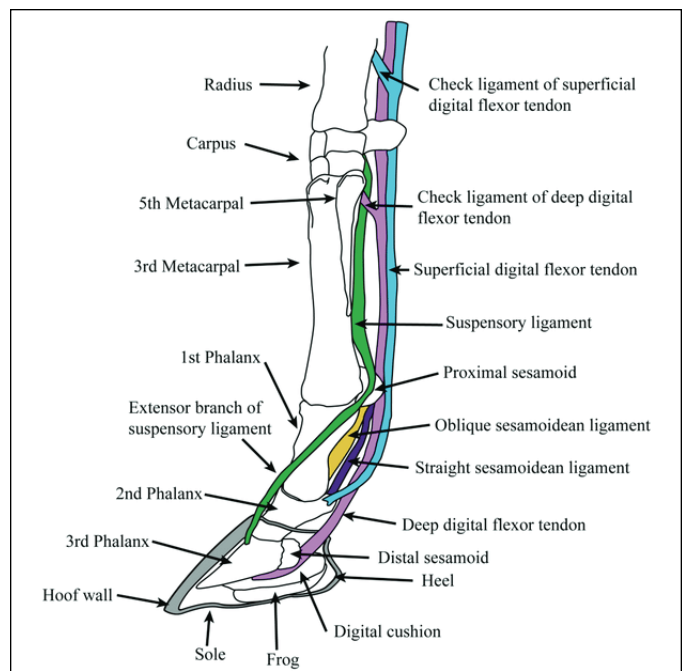 Radius
Check ligament of superficial
digital flexor tendon
Carpus
5th Metacarpal
Check ligament of deep digital
flexor tendon
3rd Metacarpal
Superficial digital flexor tendon
Suspensory ligament
1st Phalanx
Proximal sesamoid
Extensor branch of
suspensory ligament
Oblique sesamoidean ligament
Straight sesamoidean ligament
2nd Phalanx
Deep digital flexor tendon
3rd Phalanx
Distal sesamoid
Heel
Hoof wall
Digital cushion
Sole
Frog